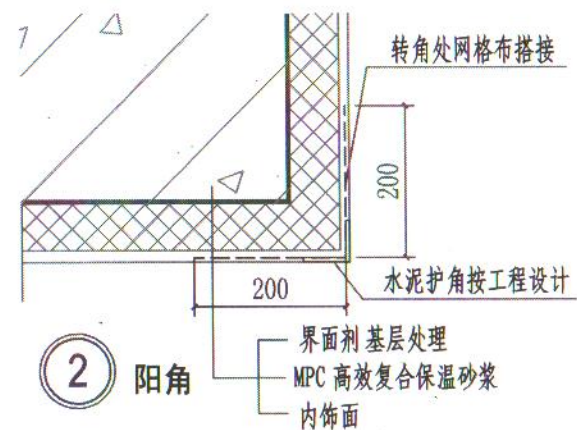 转角处网格布搭接
200
水泥护角按工程设计
200
界面剂 基层处理
2 阳角
MPC 高效复合保温砂浆
内饰面